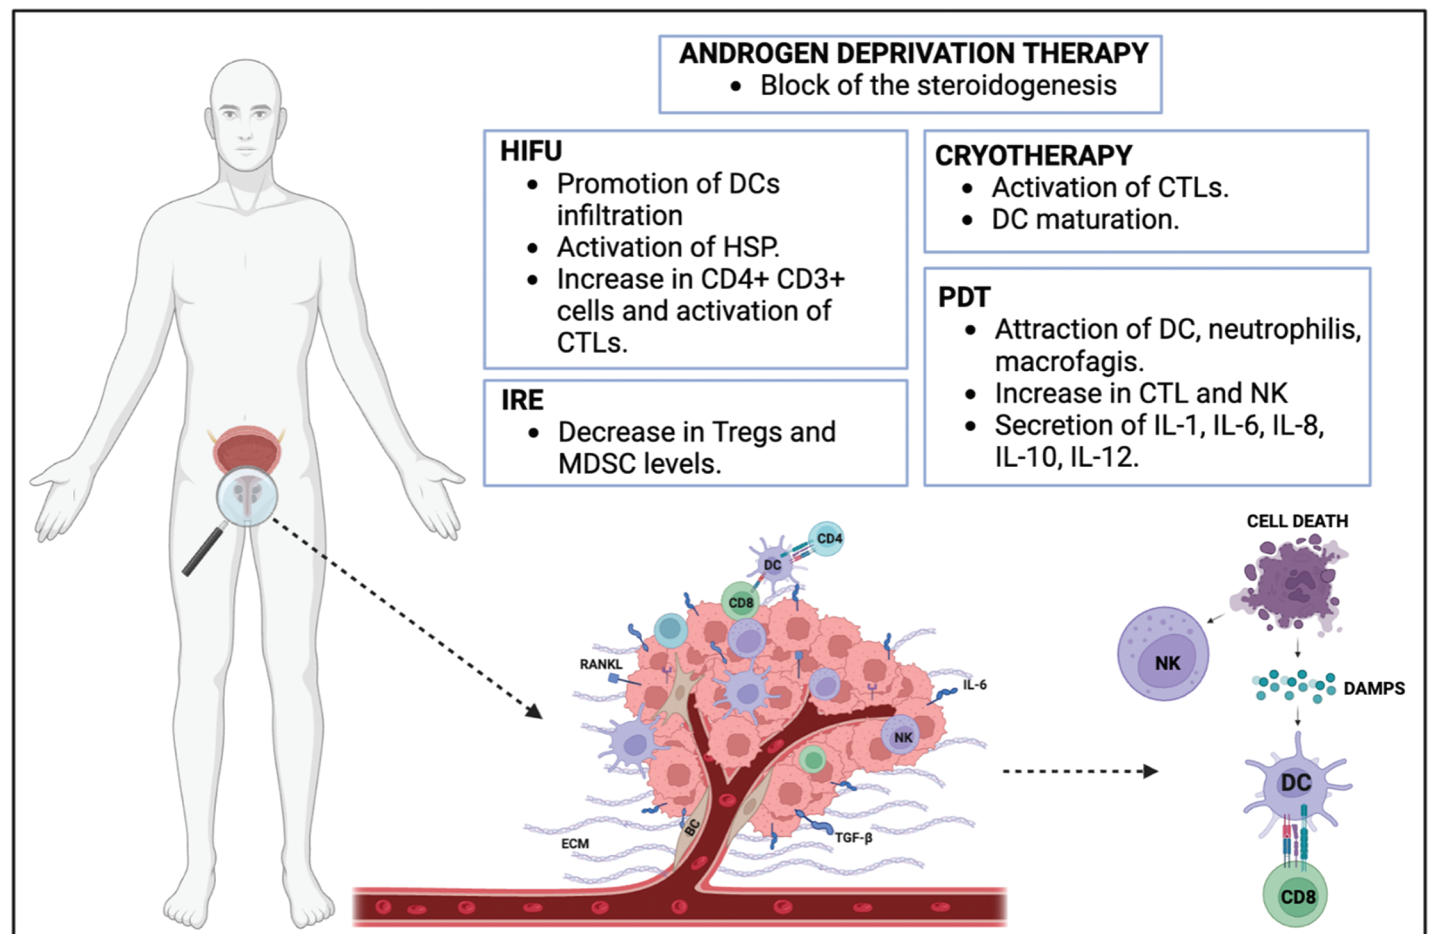 ANDROGEN DEPRIVATION THERAPY
• Block of the steroidogenesis
HIFU
• Promotion of DCs
infiltration
• Activation of HSP.
• Increase in CD4+ CD3+
cells and activation of
CTLs.
IRE
• Decrease in Tregs and
MDSC levels.
CRYOTHERAPY
• Activation of CTLs.
• DC maturation.
PDT
• Attraction of DC, neutrophilis,
macrofagis.
• Increase in CTL and NK
• Secretion of IL-1, IL-6, IL-8,
IL-10, IL-12.
CD4
DC
CD8
RANKL
IL-6
NK
BC
TGF-β
ECM
CELL DEATH
NK
DAMPS
DC
CD8